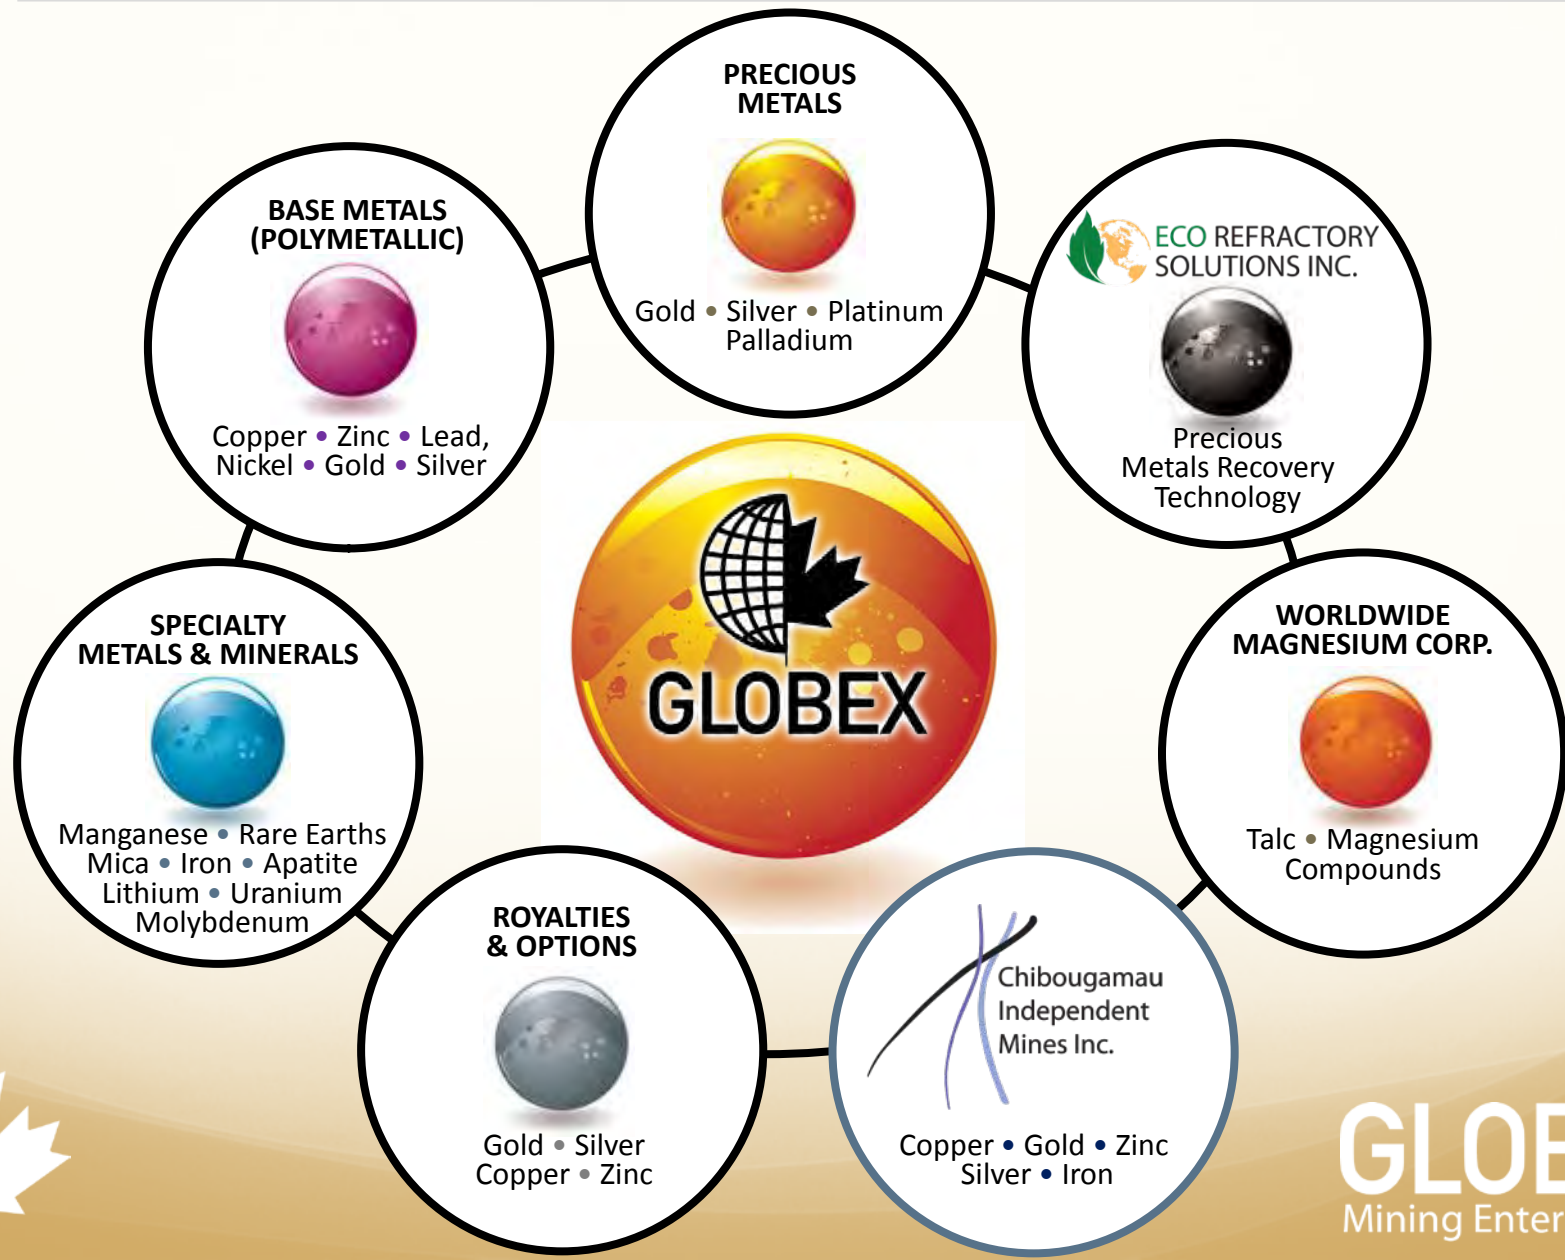 PRECIOUS
METALS
Gold • Silver • Platinum
Palladium
BASE METALS
(POLYMETALLIC)
Copper • Zinc • Lead,
Nickel • Gold • Silver
ECO REFRACTORY
SOLUTIONS INC.
Precious
Metals Recovery
Technology
GLOBEX
SPECIALTY
METALS & MINERALS
Manganese • Rare Earths
Mica • Iron • Apatite
Lithium • Uranium
Molybdenum
WORLDWIDE
MAGNESIUM CORP.
Talc • Magnesium
Compounds
ROYALTIES
& OPTIONS
Gold • Silver
Copper • Zinc
Chibougamau
Independent
Mines Inc.
Copper • Gold • Zinc
Silver • Iron
GLOB
Mining Enter